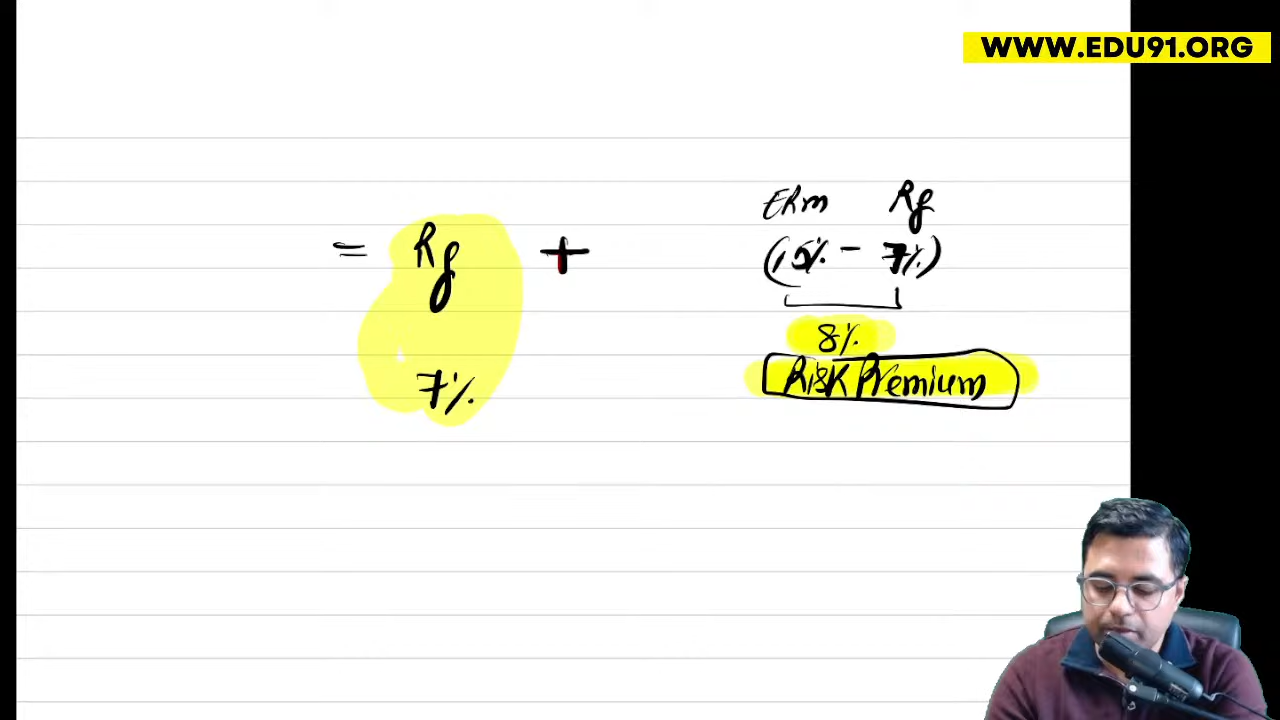 WWW.EDU91.ORG
ERm Rf
= Rf + (15% - 7%)
8%
7% Risk Premium